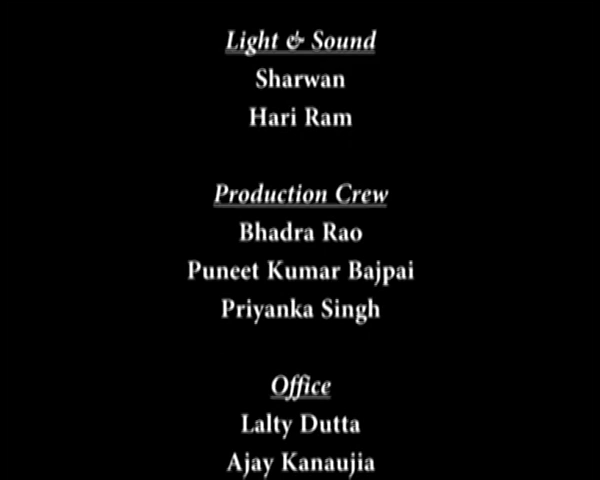 Light & Sound
Sharwan
Hari Ram
Production Crew
Bhadra Rao
Puneet Kumar Bajpai
Priyanka Singh
Office
Lalty Dutta
Ajay Kanaujia